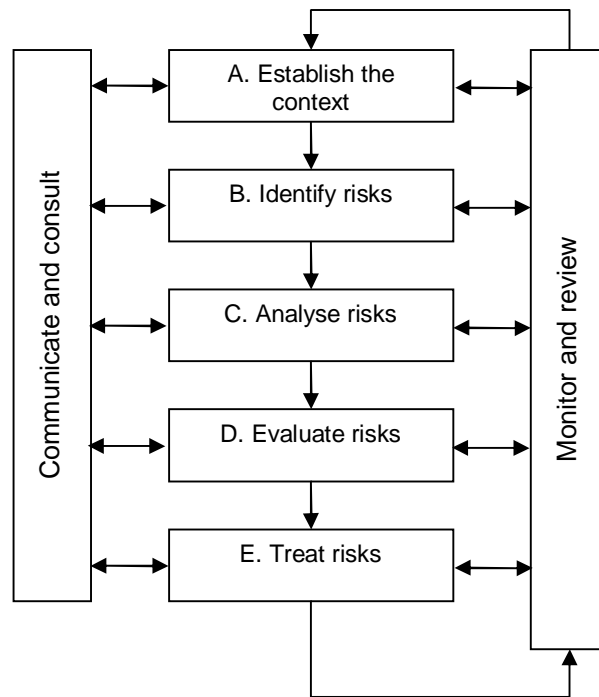 A. Establish the
context
B. Identify risks
C. Analyse risks
D. Evaluate risks
E. Treat risks
Communicate and consult
Monitor and review